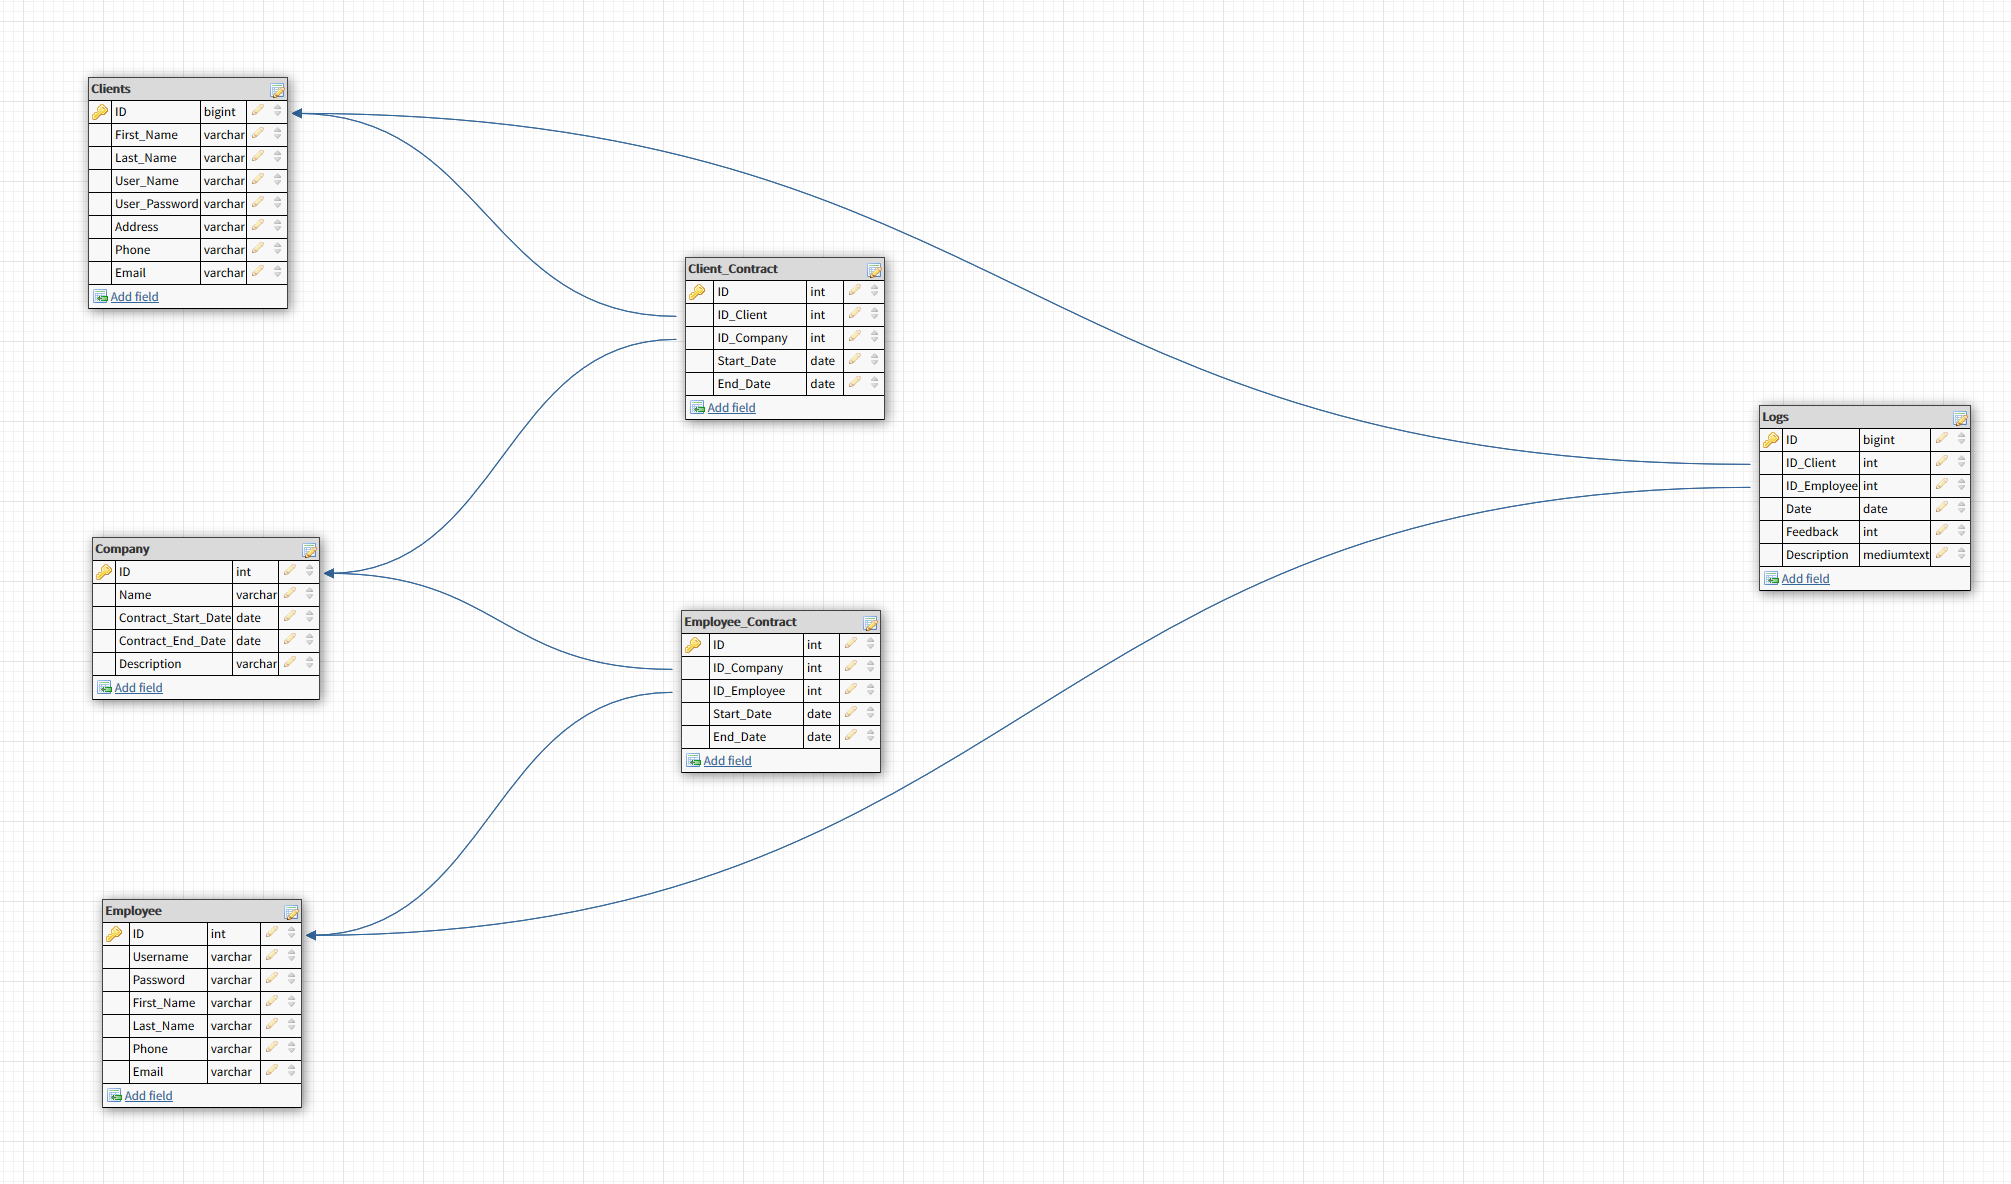 Clients
ID bigint
First_Name varchar
Last_Name varchar
User_Name varchar
User_Password varchar
Address varchar
Phone varchar
Email varchar
Add field
Client_Contract
ID int
ID_Client int
ID_Company int
Start_Date date
End_Date date
Add field
Logs
ID bigint
ID_Client int
ID_Employee int
Date date
Feedback int
Description mediumtext
Add field
Company
ID int
Name varchar
Contract_Start_Date date
Contract_End_Date date
Description varchar
Add field
Employee_Contract
ID int
ID_Company int
ID_Employee int
Start_Date date
End_Date date
Add field
Employee
ID int
Username varchar
Password varchar
First_Name varchar
Last_Name varchar
Phone varchar
Email varchar
Add field